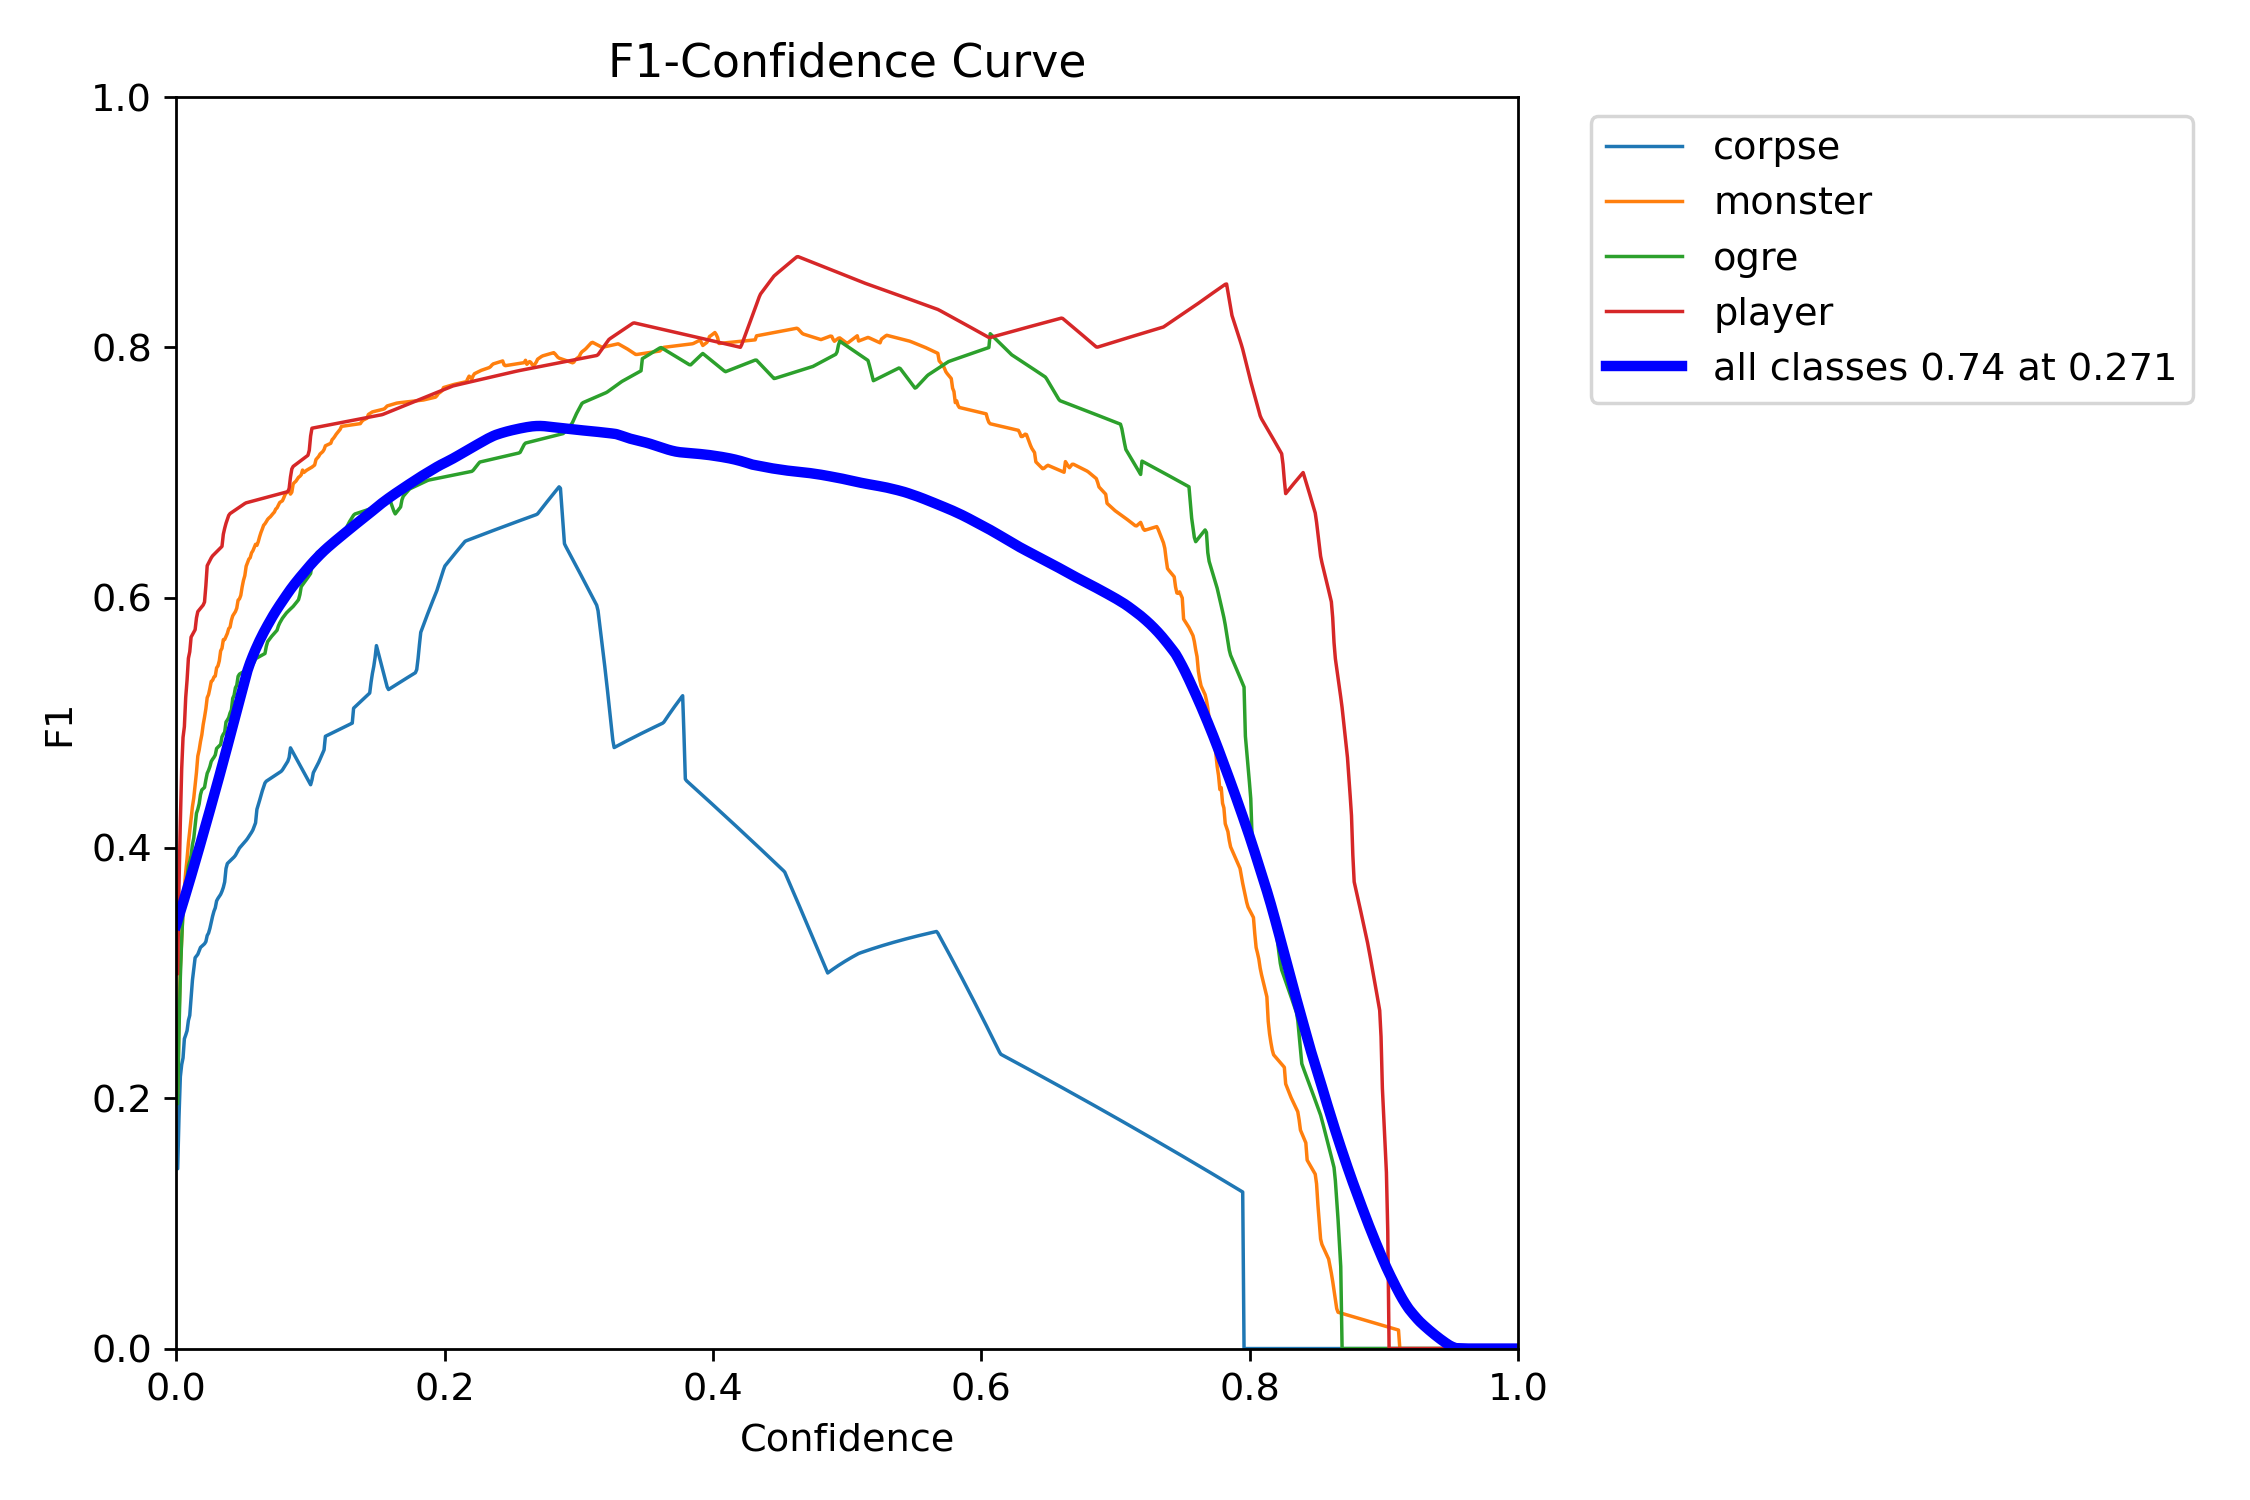 F1-Confidence Curve
1.0
0.8
0.6
0.4
0.2
0.0
F1
0.0 0.2 0.4 0.6 0.8 1.0
Confidence
corpse
monster
ogre
player
all classes 0.74 at 0.271